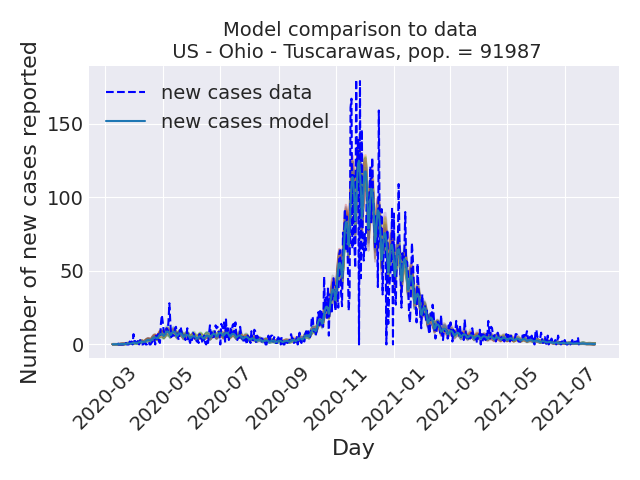 Model comparison to data
US - Ohio - Tuscarawas, pop. = 91987
new cases data
new cases model
Number of new cases reported
150
100
50
0
2020-03
2020-05
2020-07
2020-09
2020-11
2021-01
2021-03
2021-05
2021-07
Day